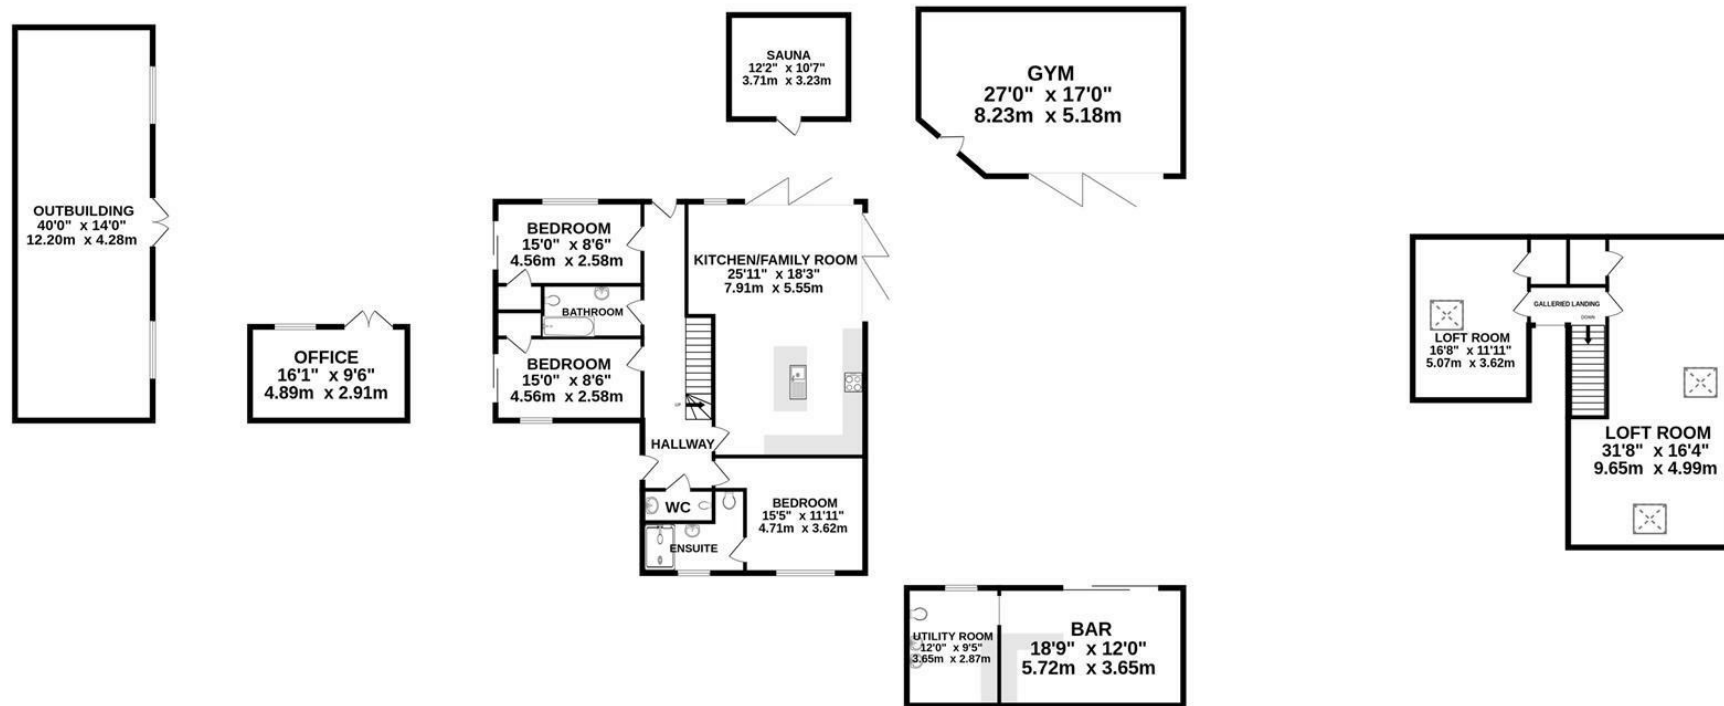 SAUNA
12'2" x 10'7"
3.71m x 3.23m
GYM
27'0" x 17'0"
8.23m x 5.18m
OUTBUILDING
40'0" x 14'0"
12.20m x 4.28m
BEDROOM
15'0" x 8'6"
4.56m x 2.58m
KITCHEN/FAMILY ROOM
25'11" x 18'3"
7.91m x 5.55m
BATHROOM
OFFICE
16'1" x 9'6"
4.89m x 2.91m
BEDROOM
15'0" x 8'6"
4.56m x 2.58m
UP
HALLWAY
WC
BEDROOM
15'5" x 11'11"
4.71m x 3.62m
ENSUITE
GALLERIED LANDING
DOWN
LOFT ROOM
16'8" x 11'11"
5.07m x 3.62m
LOFT ROOM
31'8" x 16'4"
9.65m x 4.99m
UTILITY ROOM
12'0" x 9'5"
3.65m x 2.87m
BAR
18'9" x 12'0"
5.72m x 3.65m